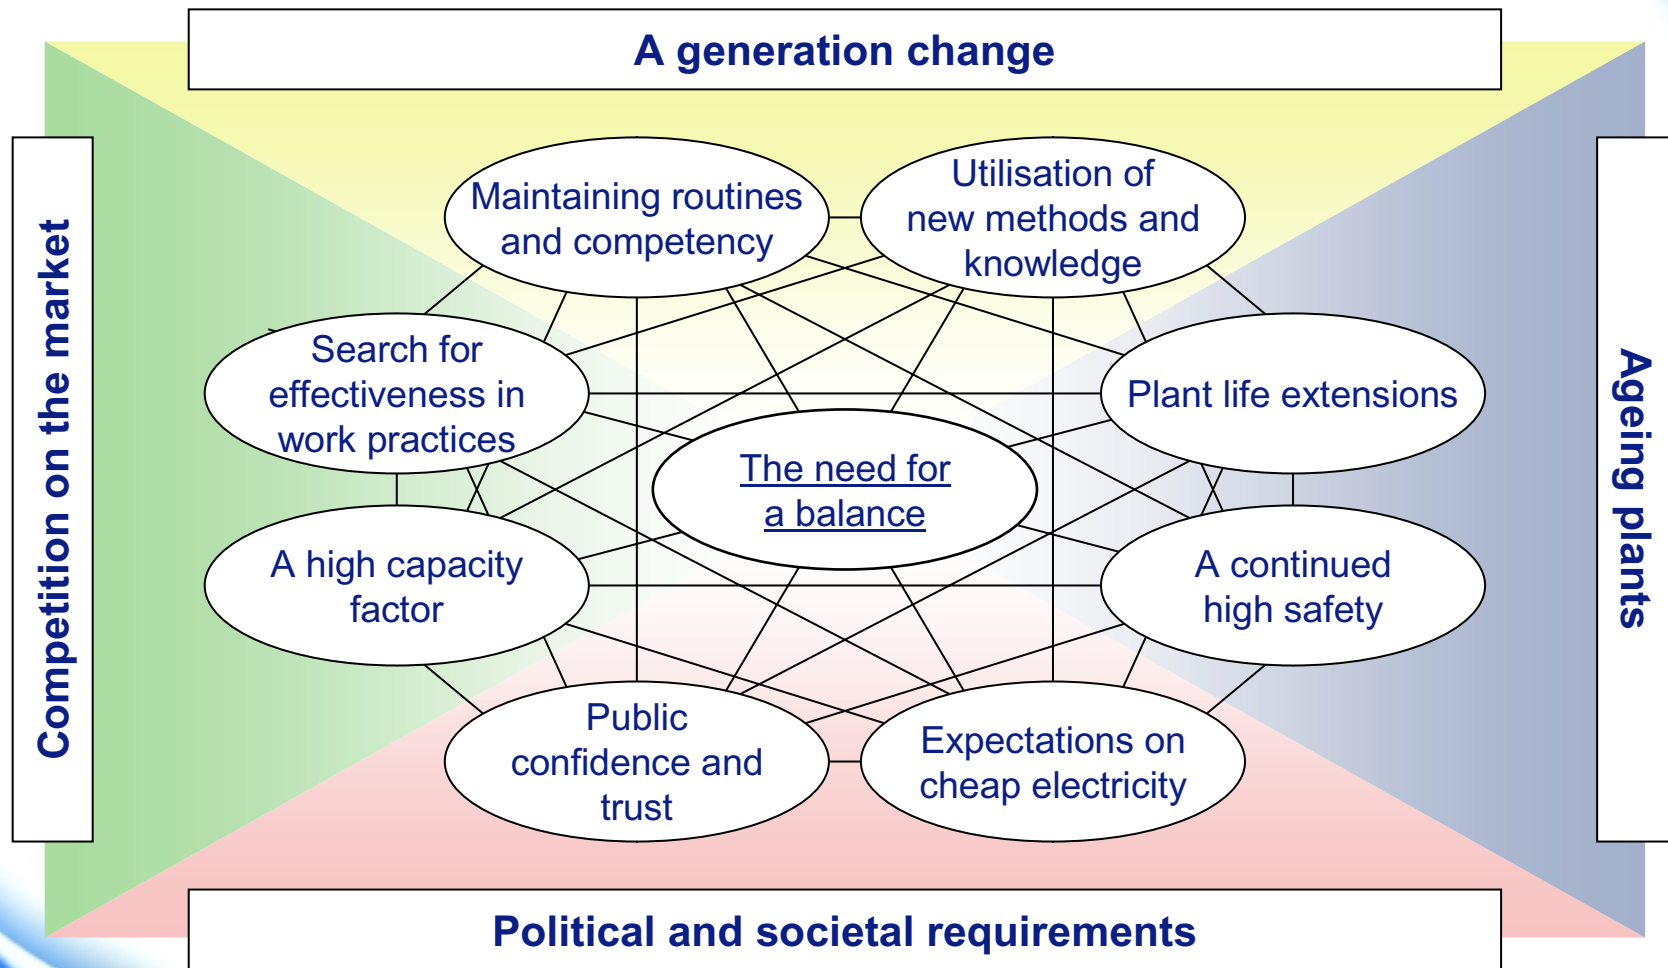 A generation change
Competition on the market
Maintaining routines
and competency
Utilisation of
new methods and
knowledge
Search for
effectiveness in
work practices
Plant life extensions
The need for
a balance
A high capacity
factor
A continued
high safety
Public
confidence and
trust
Expectations on
cheap electricity
Ageing plants
Political and societal requirements